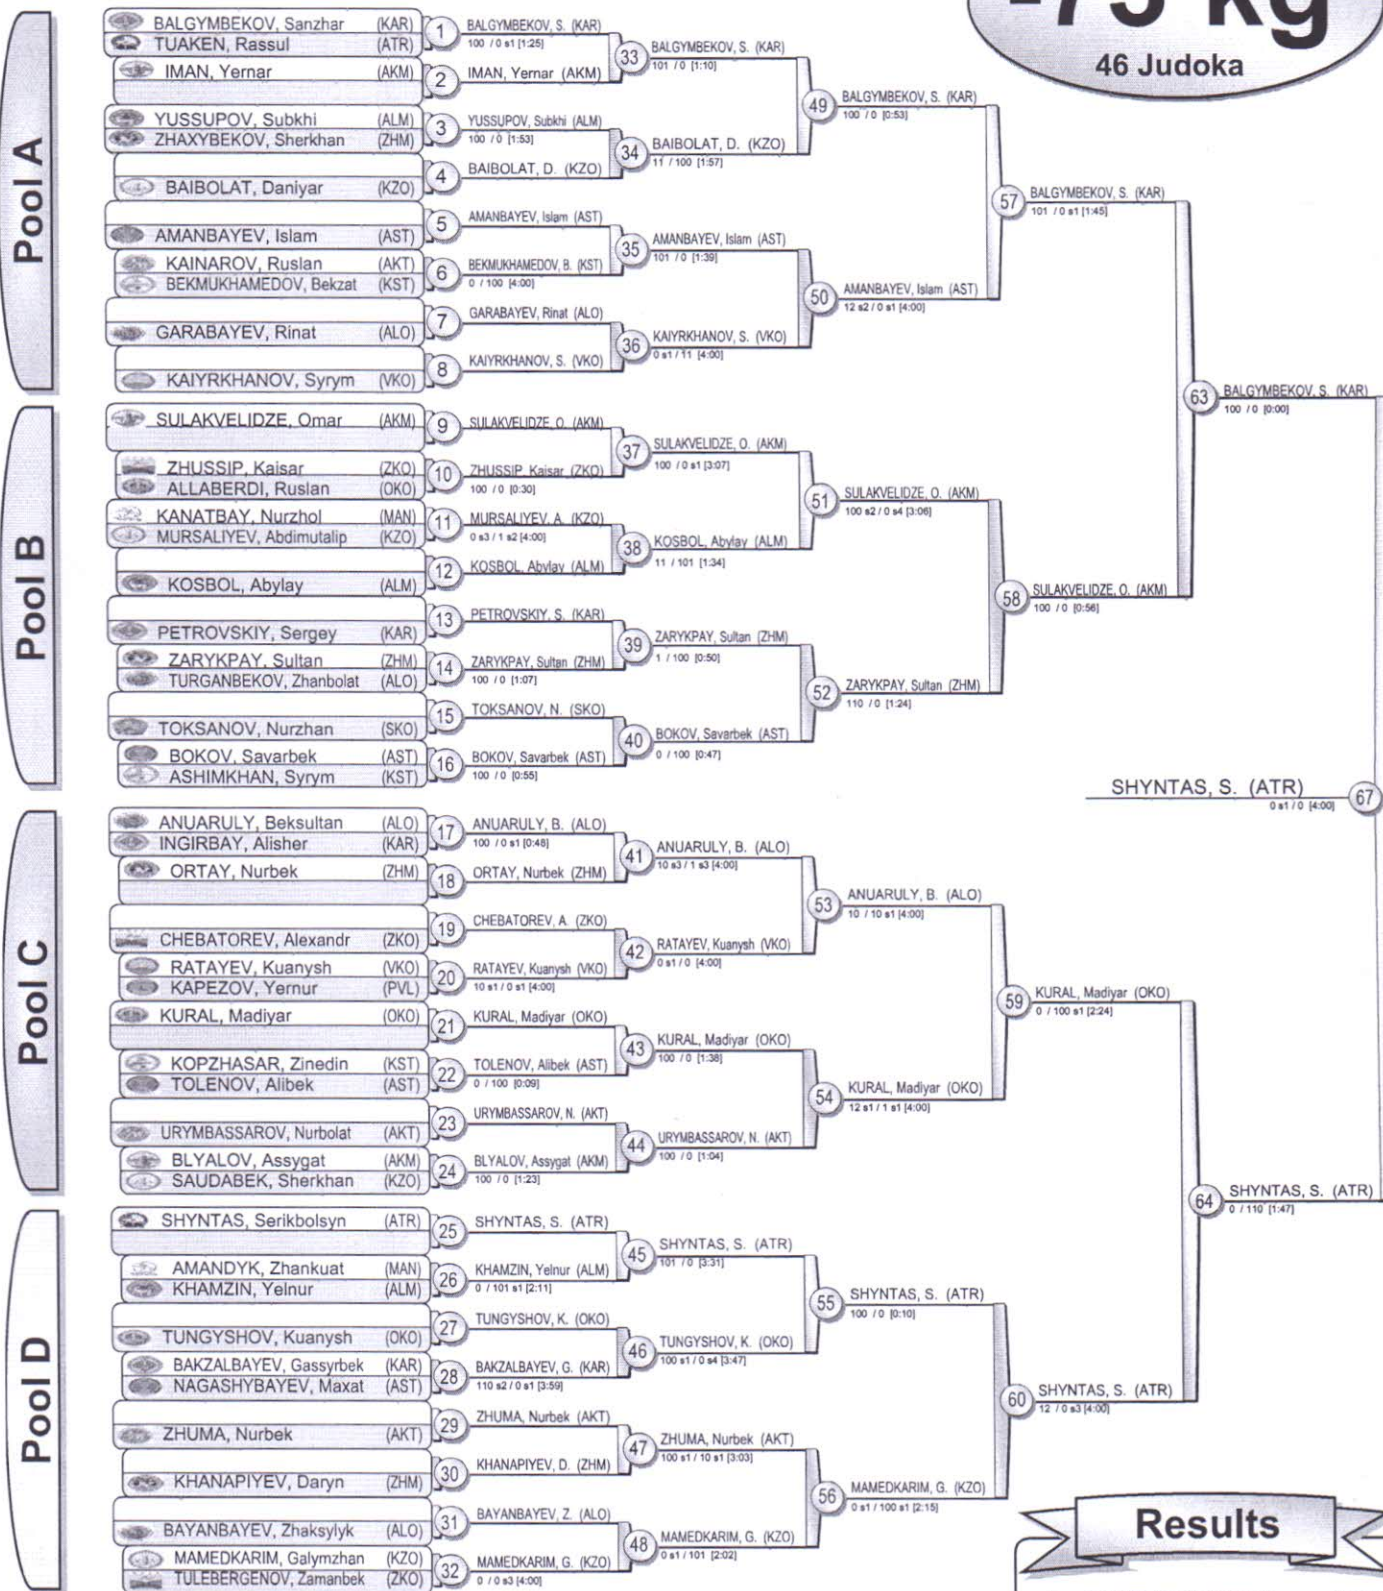 -73 kg
46 Judoka
Pool A
BALGYMBEKOV, Sanzhar (KAR)
TUAKEN, Rassul (ATR)
IMAN, Yernar (AKM)
YUSSUPOV, Subkhi (ALM)
ZHAXYBEKOV, Sherkhan (ZHM)
BAIBOLAT, Daniyar (KZO)
AMANBAYEV, Islam (AST)
KAINAROV, Ruslan (AKT)
BEKMUKHAMEDOV, Bekzat (KST)
GARABAYEV, Rinat (ALO)
KAIYRKHANOV, Syrym (VKO)
Pool B
SULAKVELIDZE, Omar (AKM)
ZHUSSIP, Kaisar (ZKO)
ALLABERDI, Ruslan (OKO)
KANATBAY, Nurzhol (MAN)
MURSALIYEV, Abdimutalip (KZO)
KOSBOL, Abylay (ALM)
PETROVSKIY, Sergey (KAR)
ZARYKPAY, Sultan (ZHM)
TURGANBEKOV, Zhanbolat (ALO)
TOKSANOV, Nurzhan (SKO)
BOKOV, Savarbek (AST)
ASHIMKHAN, Syrym (KST)
Pool C
ANUARULY, Beksultan (ALO)
INGIRBAY, Alisher (KAR)
ORTAY, Nurbek (ZHM)
CHEBATOREV, Alexandr (ZKO)
RATAYEV, Kuanysh (VKO)
KAPEZOV, Yernur (PVL)
KURAL, Madiyar (OKO)
KOPZHASAR, Zinedin (KST)
TOLENOV, Alibek (AST)
URYMBASSAROV, Nurbolat (AKT)
BLYALOV, Assygat (AKM)
SAUDABEK, Sherkhan (KZO)
Pool D
SHYNTAS, Serikbolsyn (ATR)
AMANDYK, Zhankuat (MAN)
KHAMZIN, Yelnur (ALM)
TUNGYSHOV, Kuanysh (OKO)
BAKZALBAYEV, Gassyrbek (KAR)
NAGASHYBAYEV, Maxat (AST)
ZHUMA, Nurbek (AKT)
KHANAPIYEV, Daryn (ZHM)
BAYANBAYEV, Zhaksylyk (ALO)
MAMEDKARIM, Galymzhan (KZO)
TULEBERGENOV, Zamanbek (ZKO)
1 BALGYMBEKOV, S. (KAR)
100 / 0 s1 [1:25]
2 IMAN, Yernar (AKM)
3 YUSSUPOV, Subkhi (ALM)
100 / 0 [1:53]
4 BAIBOLAT, D. (KZO)
5 AMANBAYEV, Islam (AST)
6 BEKMUKHAMEDOV, B. (KST)
0 / 100 [4:00]
7 GARABAYEV, Rinat (ALO)
8 KAIYRKHANOV, S. (VKO)
9 SULAKVELIDZE, O. (AKM)
10 ZHUSSIP, Kaisar (ZKO)
100 / 0 [0:30]
11 MURSALIYEV, A. (KZO)
0 s3 / 1 s2 [4:00]
12 KOSBOL, Abylay (ALM)
13 PETROVSKIY, S. (KAR)
14 ZARYKPAY, Sultan (ZHM)
100 / 0 [1:07]
15 TOKSANOV, N. (SKO)
16 BOKOV, Savarbek (AST)
100 / 0 [0:55]
17 ANUARULY, B. (ALO)
100 / 0 s1 [0:46]
18 ORTAY, Nurbek (ZHM)
19 CHEBATOREV, A. (ZKO)
20 RATAYEV, Kuanysh (VKO)
10 s1 / 0 s1 [4:00]
21 KURAL, Madiyar (OKO)
22 TOLENOV, Alibek (AST)
0 / 100 [0:09]
23 URYMBASSAROV, N. (AKT)
24 BLYALOV, Assygat (AKM)
100 / 0 [1:23]
25 SHYNTAS, S. (ATR)
26 KHAMZIN, Yelnur (ALM)
0 / 101 s1 [2:11]
27 TUNGYSHOV, K. (OKO)
28 BAKZALBAYEV, G. (KAR)
110 s2 / 0 s1 [3:59]
29 ZHUMA, Nurbek (AKT)
30 KHANAPIYEV, D. (ZHM)
31 BAYANBAYEV, Z. (ALO)
32 MAMEDKARIM, G. (KZO)
0 / 0 s3 [4:00]
33 BALGYMBEKOV, S. (KAR)
101 / 0 [1:10]
34 BAIBOLAT, D. (KZO)
11 / 100 [1:57]
35 AMANBAYEV, Islam (AST)
101 / 0 [1:39]
36 KAIYRKHANOV, S. (VKO)
0 s1 / 11 [4:00]
37 SULAKVELIDZE, O. (AKM)
100 / 0 s1 [3:07]
38 KOSBOL, Abylay (ALM)
11 / 101 [1:34]
39 ZARYKPAY, Sultan (ZHM)
1 / 100 [0:50]
40 BOKOV, Savarbek (AST)
0 / 100 [0:47]
41 ANUARULY, B. (ALO)
10 s3 / 1 s3 [4:00]
42 RATAYEV, Kuanysh (VKO)
0 s1 / 0 [4:00]
43 KURAL, Madiyar (OKO)
100 / 0 [1:38]
44 URYMBASSAROV, N. (AKT)
100 / 0 [1:04]
45 SHYNTAS, S. (ATR)
101 / 0 [3:31]
46 TUNGYSHOV, K. (OKO)
100 s1 / 0 s4 [3:47]
47 ZHUMA, Nurbek (AKT)
100 s1 / 10 s1 [3:03]
48 MAMEDKARIM, G. (KZO)
0 s1 / 101 [2:02]
49 BALGYMBEKOV, S. (KAR)
100 / 0 [0:53]
50 AMANBAYEV, Islam (AST)
12 s2 / 0 s1 [4:00]
51 SULAKVELIDZE, O. (AKM)
100 s2 / 0 s4 [3:06]
52 ZARYKPAY, Sultan (ZHM)
110 / 0 [1:24]
53 ANUARULY, B. (ALO)
10 / 10 s1 [4:00]
54 KURAL, Madiyar (OKO)
12 s1 / 1 s1 [4:00]
55 SHYNTAS, S. (ATR)
100 / 0 [0:10]
56 MAMEDKARIM, G. (KZO)
0 s1 / 100 s1 [2:15]
57 BALGYMBEKOV, S. (KAR)
101 / 0 s1 [1:45]
58 SULAKVELIDZE, O. (AKM)
100 / 0 [0:56]
59 KURAL, Madiyar (OKO)
0 / 100 s1 [2:24]
60 SHYNTAS, S. (ATR)
12 / 0 s3 [4:00]
63 BALGYMBEKOV, S. (KAR)
100 / 0 [0:00]
64 SHYNTAS, S. (ATR)
0 / 110 [1:47]
SHYNTAS, S. (ATR) 67
0 s1 / 0 [4:00]
Results